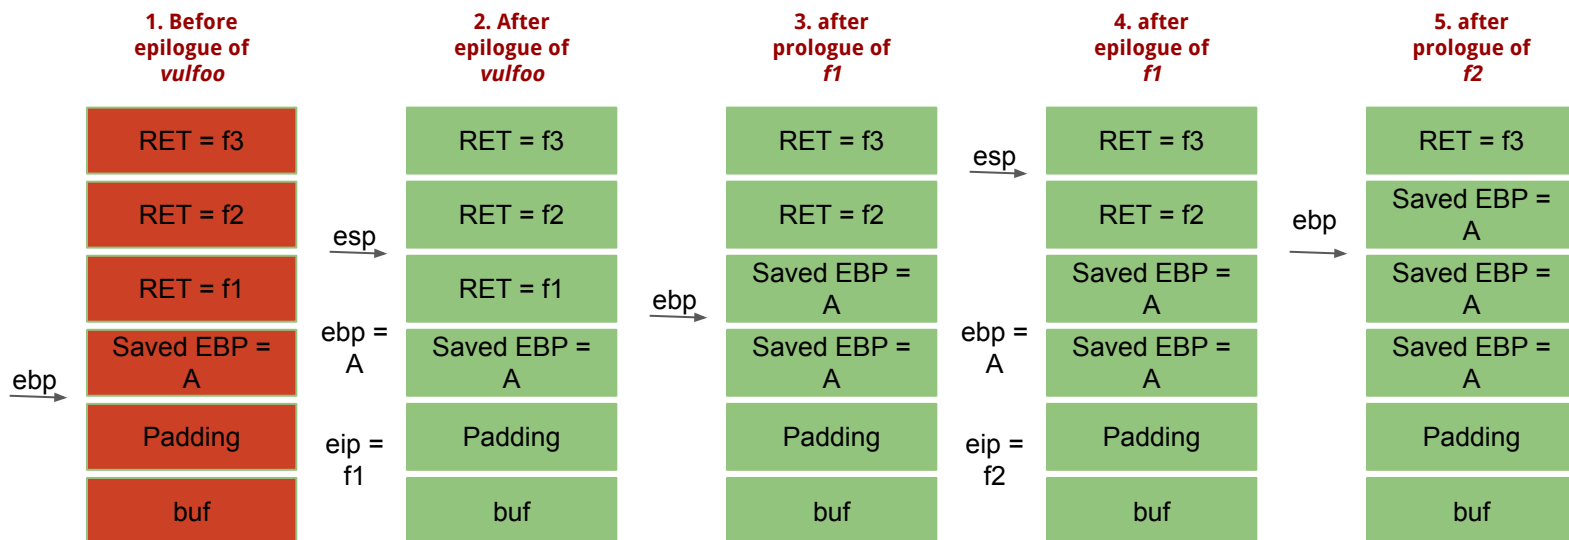 1. Before
epilogue of
vulfoo
2. After
epilogue of
vulfoo
3. after
prologue of
f1
4. after
epilogue of
f1
5. after
prologue of
f2
RET = f3
RET = f2
RET = f1
Saved EBP =
A
Padding
buf
ebp
RET = f3
RET = f2
RET = f1
Saved EBP =
A
Padding
buf
esp
ebp =
A
eip =
f1
RET = f3
RET = f2
Saved EBP =
A
Saved EBP =
A
Padding
buf
ebp
RET = f3
RET = f2
Saved EBP =
A
Saved EBP =
A
Padding
buf
esp
ebp =
A
eip =
f2
RET = f3
Saved EBP =
A
Saved EBP =
A
Saved EBP =
A
Padding
buf
ebp